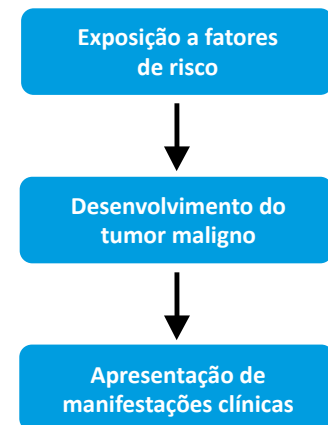 Exposição a fatores
de risco
Desenvolvimento do
tumor maligno
Apresentação de
manifestações clínicas